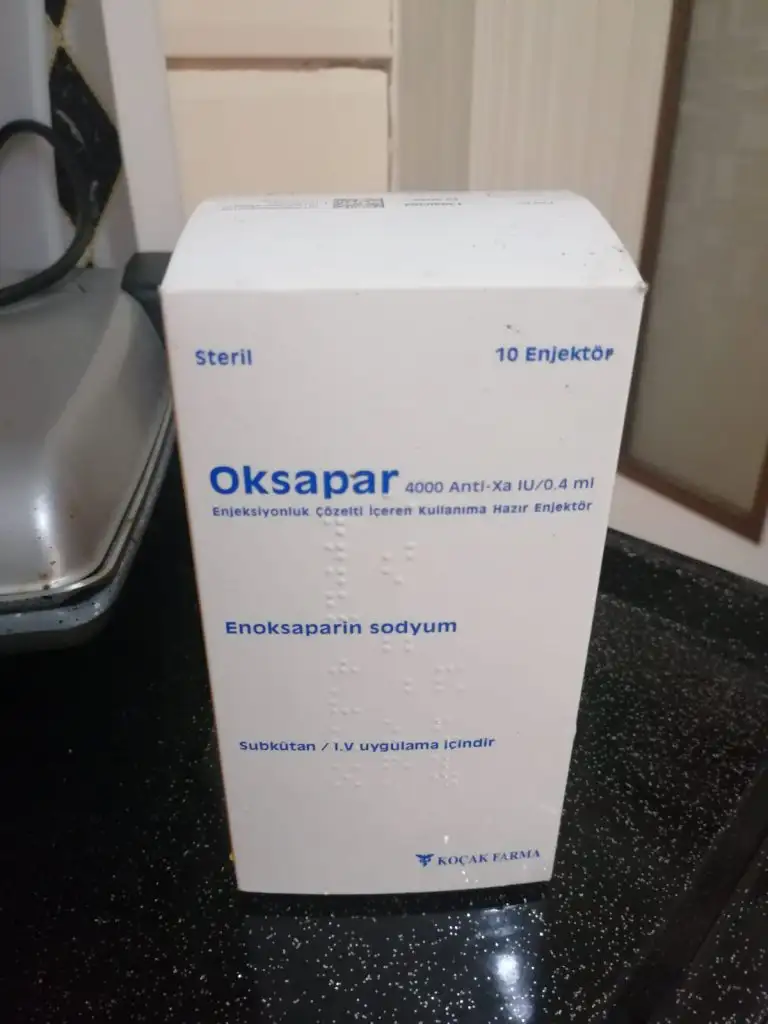 Steril
10 Enjektör
Oksapar 4000 Anti-Xa IU/0.4 ml
Enjeksiyonluk Çözelti İçeren Kullanıma Hazır Enjektör
Enoksaparin sodyum
Subkütan / I.V uygulama içindir
KOÇAK FARMA